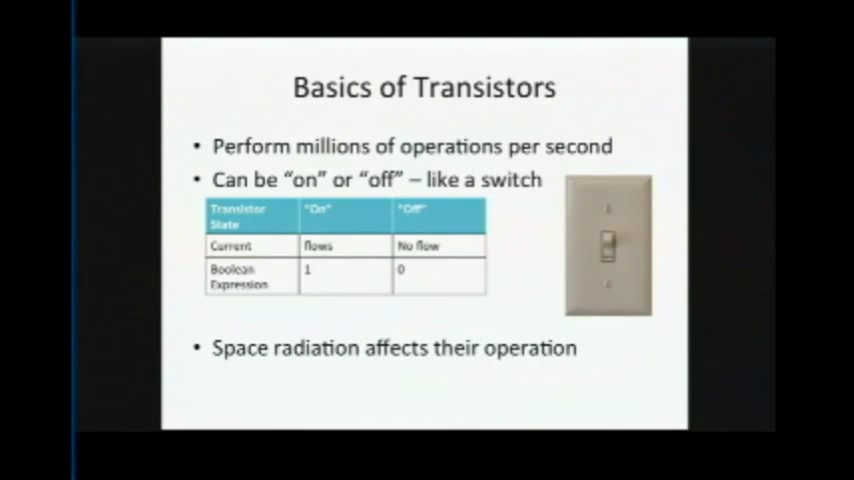 Basics of Transistors
• Perform millions of operations per second
• Can be “on” or “off” – like a switch
Transistor State "On" "Off"
Current flows No flow
Boolean Expression 1 0
• Space radiation affects their operation